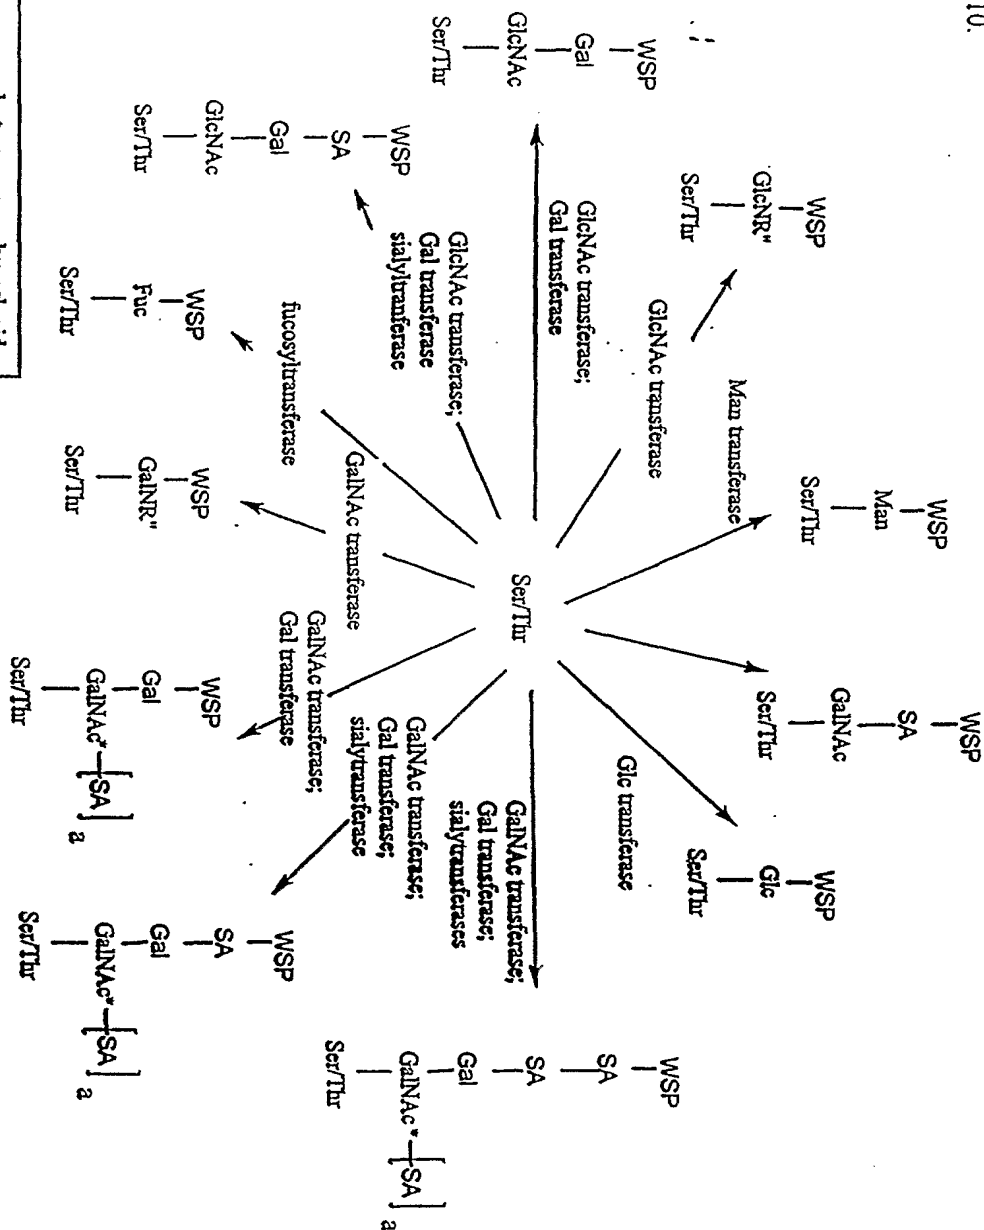 10.
WSP
SA
SA
Gal
GalNAc*
[SA]a
Ser/Thr
WSP
SA
GalNAc
Ser/Thr
WSP
Man
Ser/Thr
Man transferase
WSP
Glc
Ser/Thr
Glc transferase
WSP
GlcNR"
Ser/Thr
GlcNAc transferase
GalNAc transferase;
Gal transferase;
sialytransferases
WSP
Gal
GlcNAc
Ser/Thr
GlcNAc transferase;
Gal transferase
Ser/Thr
WSP
SA
Gal
GlcNAc
Ser/Thr
GlcNAc transferase;
Gal transferase
sialyltranferase
GalNAc transferase;
Gal transferase;
sialytransferase
WSP
Fuc
Ser/Thr
fucosyltransferase
WSP
GalNR"
Ser/Thr
GalNAc transferase
WSP
Gal
GalNAc*
[SA]a
Ser/Thr
GalNAc transferase;
Gal transferase
WSP
SA
Gal
GalNAc*
[SA]a
Ser/Thr